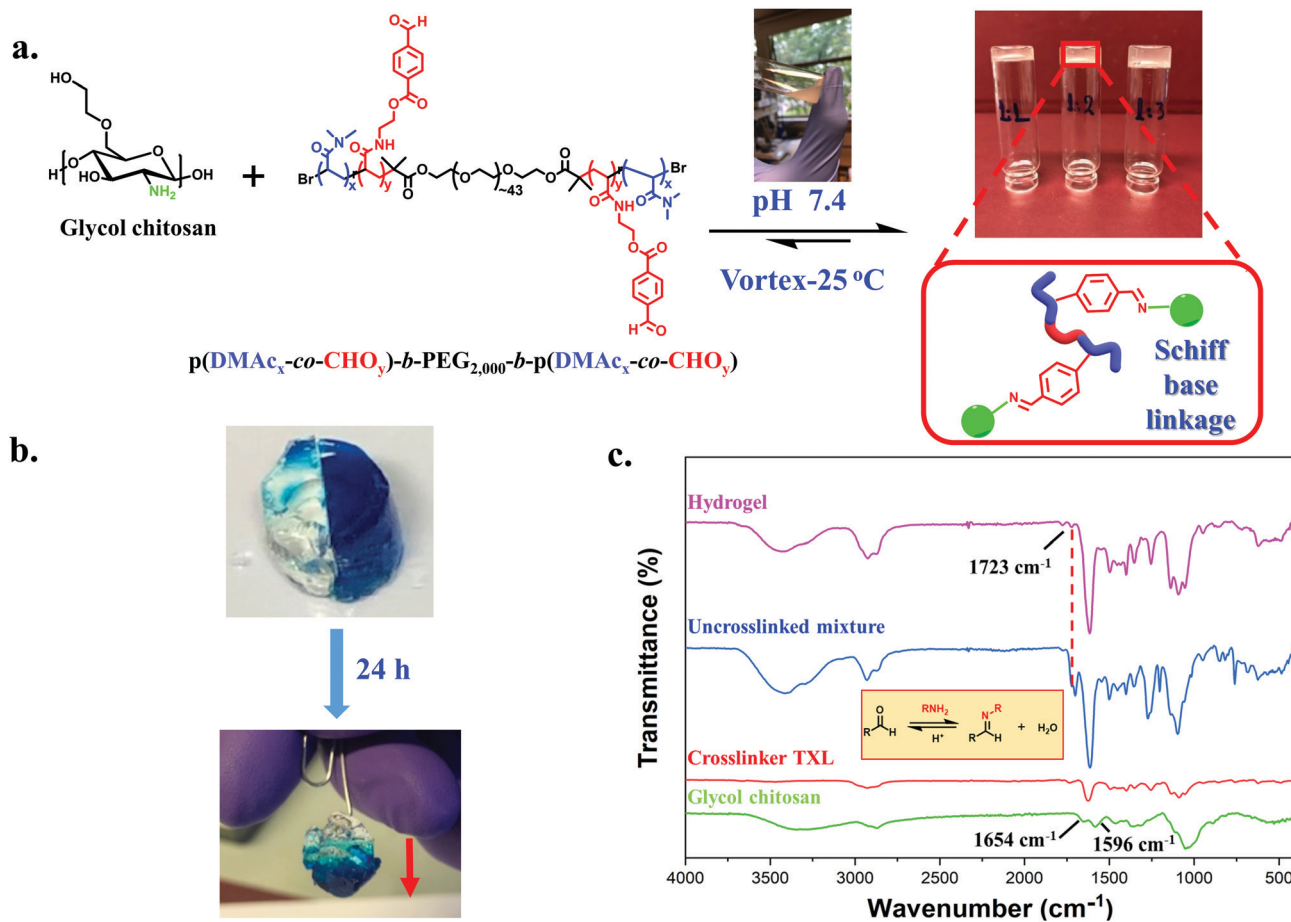 a.
HO
O
O
H
HO
O
NH₂
OH
Glycol chitosan
+
O
H
O
O
N
O
NH
O
Br
x
y
O
O
O
O
~43
O
O
O
y
x
Br
O
NH
O
N
O
O
O
H
p(DMAcₓ-co-CHOᵧ)-b-PEG₂,₀₀₀-b-p(DMAcₓ-co-CHOᵧ)
pH 7.4
Vortex-25 °C
1:1
1:2
1:3
N
N
Schiff
base
linkage
b.
24 h
c.
Hydrogel
1723 cm⁻¹
Uncrosslinked mixture
O
R
H
RNH₂
H⁺
N
R
R
H
+
H₂O
Crosslinker TXL
Glycol chitosan
1654 cm⁻¹
1596 cm⁻¹
Transmittance (%)
4000
3500
3000
2500
2000
1500
1000
500
Wavenumber (cm⁻¹)